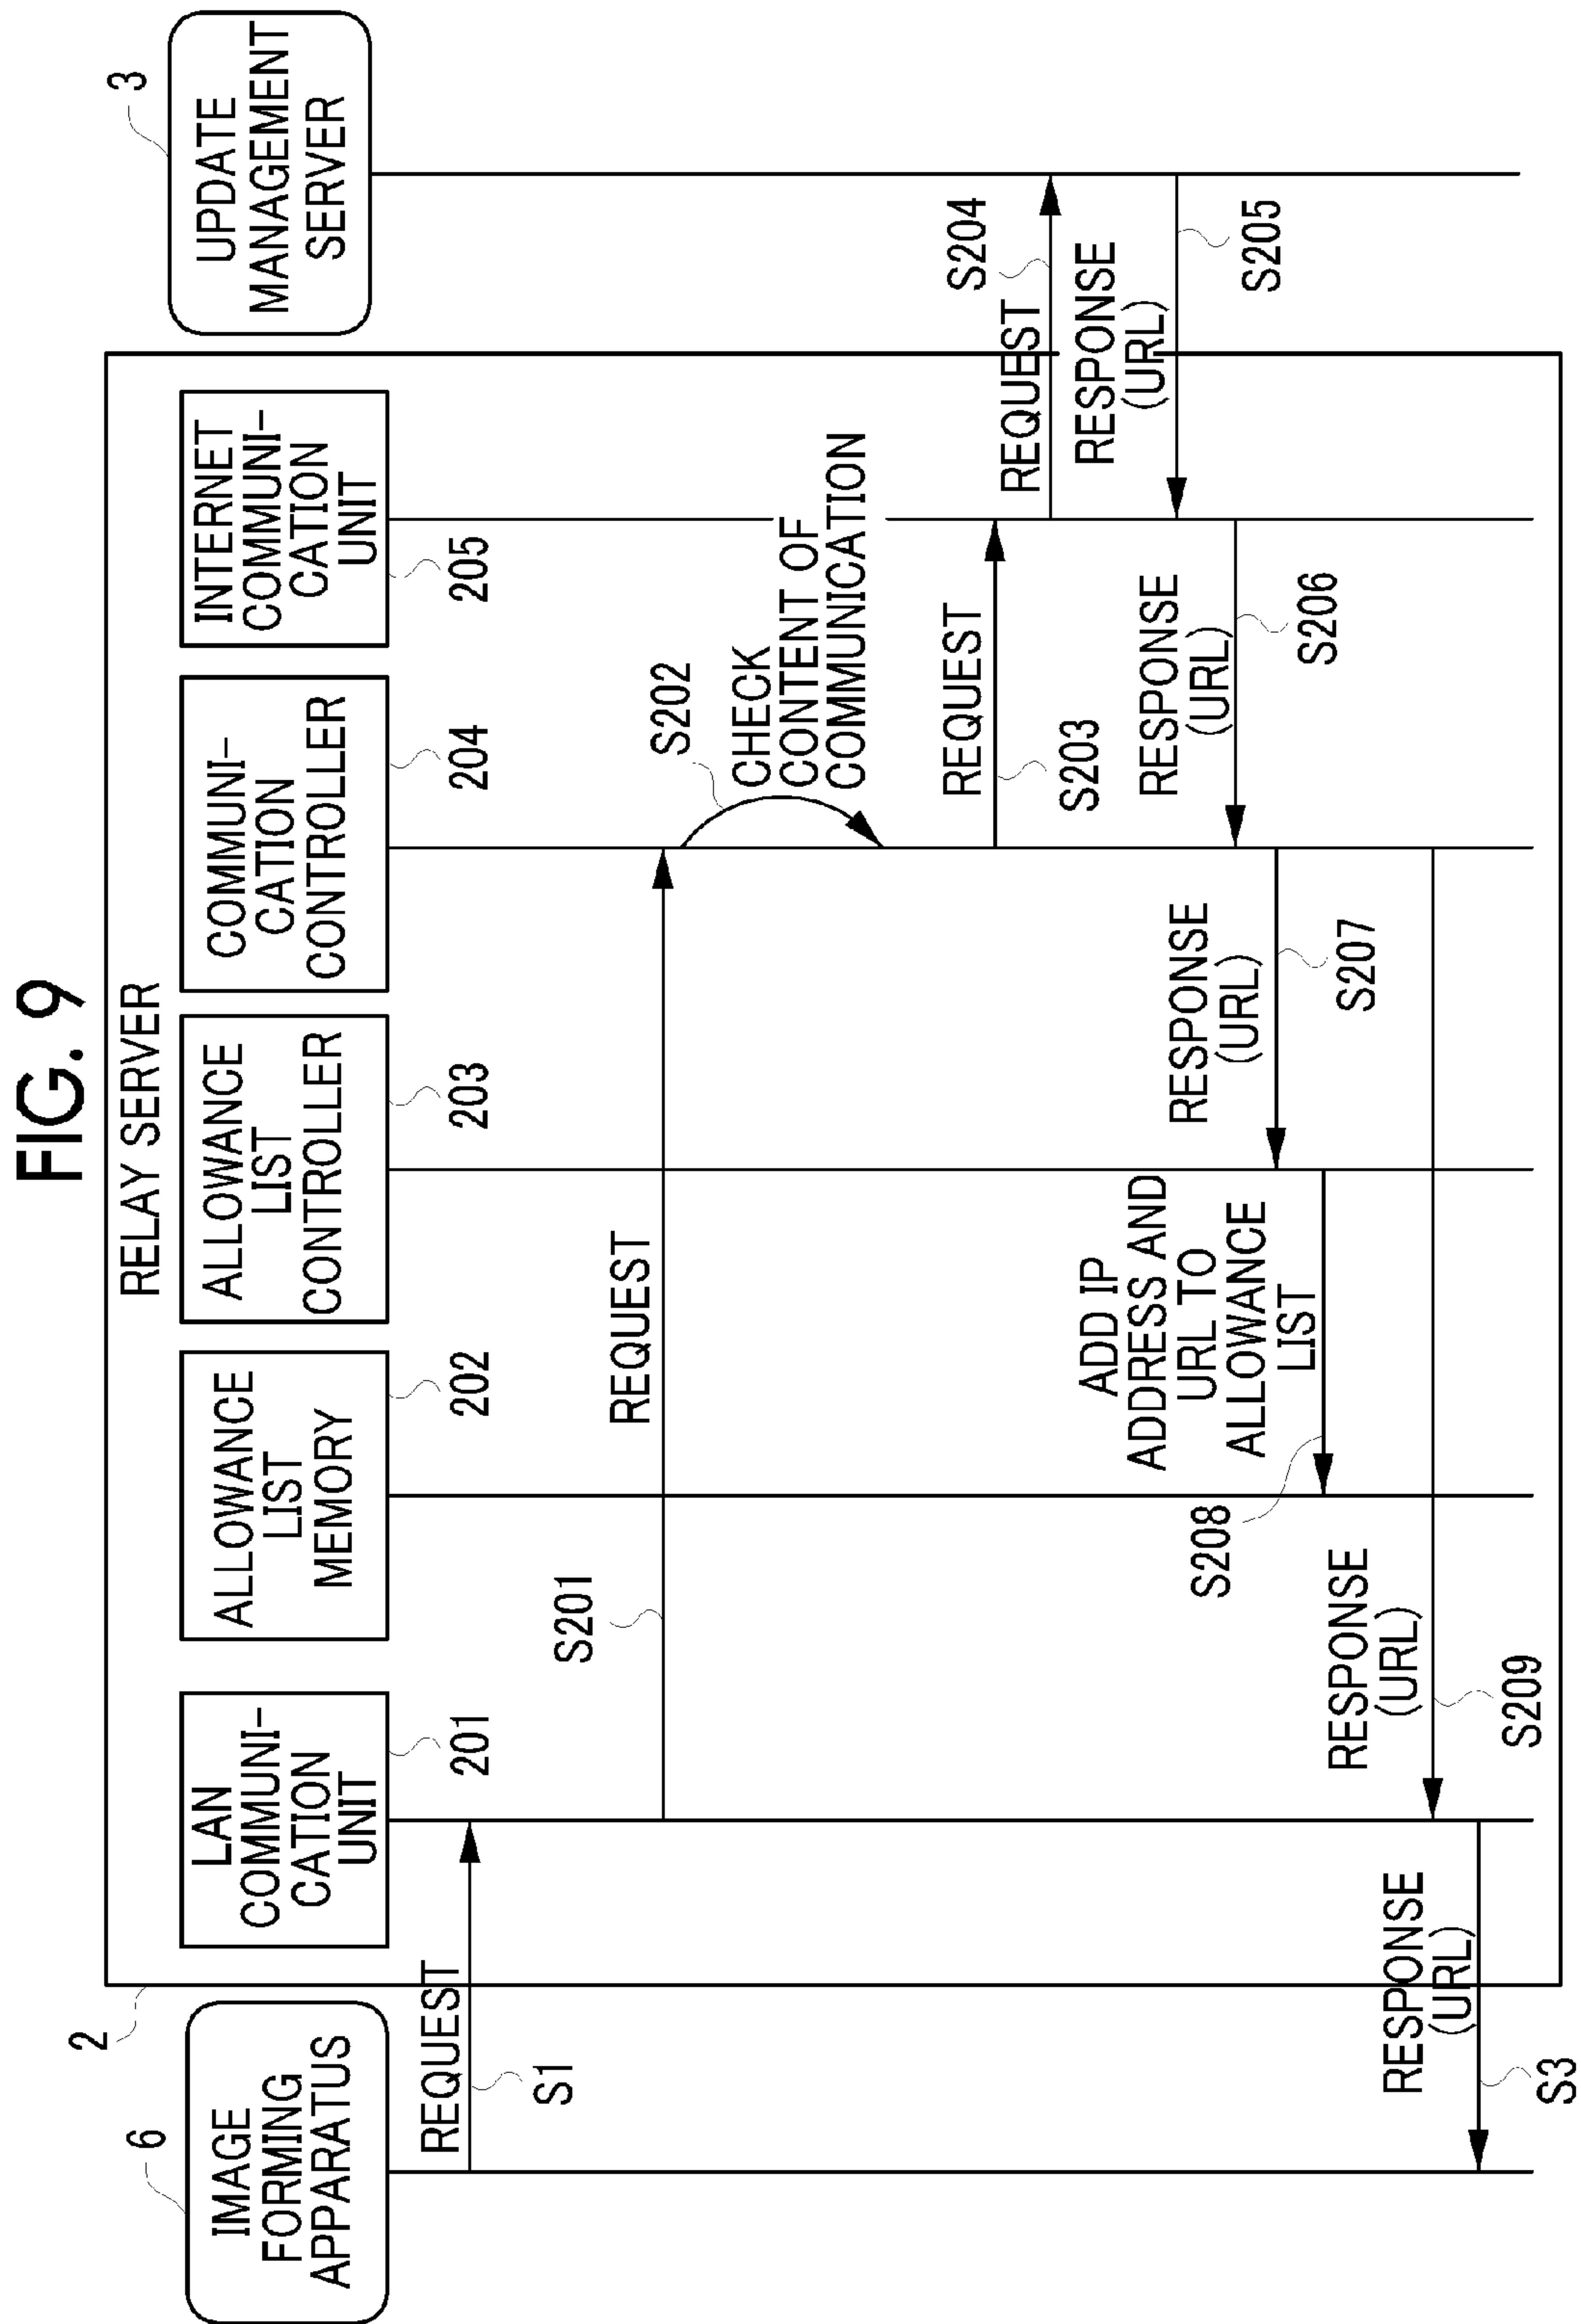 FIG. 9
RELAY SERVER
2
6
3
IMAGE
FORMING
APPARATUS
LAN
COMMUNI-
CATION
UNIT
201
ALLOWANCE
LIST
MEMORY
202
ALLOWANCE
LIST
CONTROLLER
203
COMMUNI-
CATION
CONTROLLER
204
INTERNET
COMMUNI-
CATION
UNIT
205
UPDATE
MANAGEMENT
SERVER
REQUEST
S1
S201
REQUEST
S202
CHECK
CONTENT OF
COMMUNICATION
REQUEST
S203
REQUEST
S204
RESPONSE
(URL)
S205
RESPONSE
(URL)
S206
RESPONSE
(URL)
S207
ADD IP
ADDRESS AND
URL TO
ALLOWANCE
LIST
S208
RESPONSE
(URL)
S209
RESPONSE
(URL)
S3